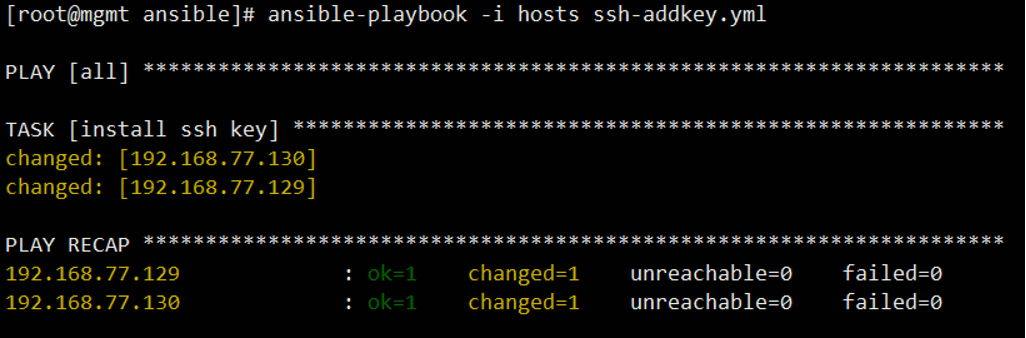 [root@mgmt ansible]# ansible-playbook -i hosts ssh-addkey.yml
PLAY [all] *********************************************************************
TASK [install ssh key] *********************************************************
changed: [192.168.77.130]
changed: [192.168.77.129]
PLAY RECAP *********************************************************************
192.168.77.129             : ok=1    changed=1    unreachable=0    failed=0
192.168.77.130             : ok=1    changed=1    unreachable=0    failed=0